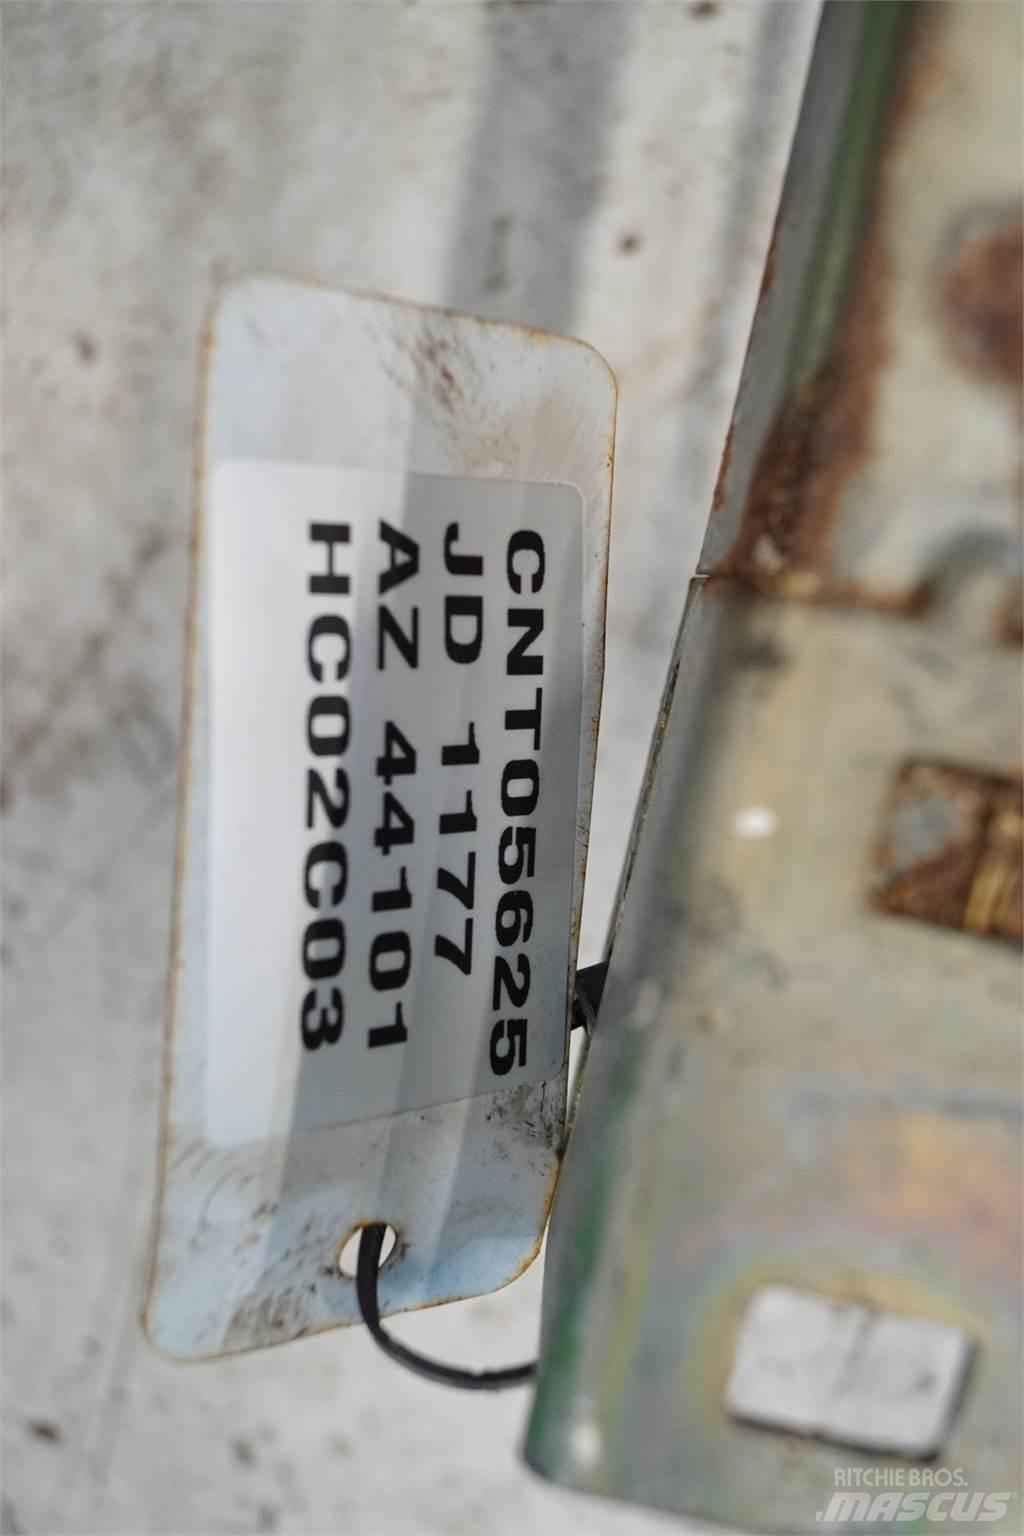 CNT05625
JD 1177
AZ 44101
HC02C03
RITCHIE BROS.
MASCUS